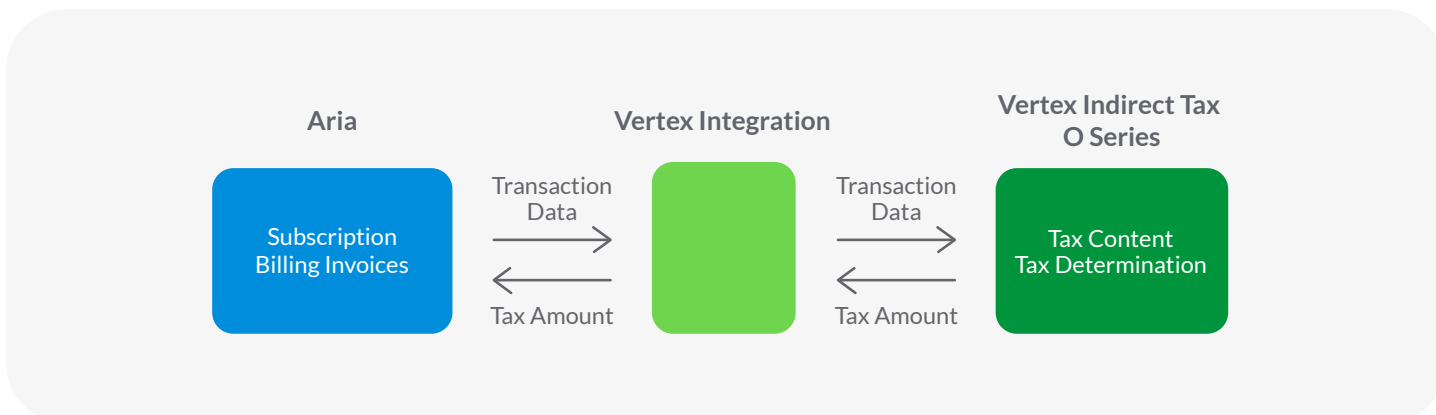 Aria
Subscription
Billing Invoices
Transaction
Data
Tax Amount
Vertex Integration
Transaction
Data
Tax Amount
Vertex Indirect Tax
O Series
Tax Content
Tax Determination